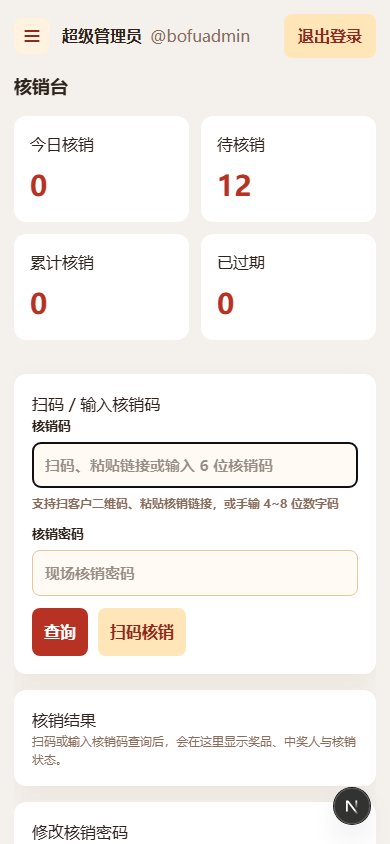 超级管理员 @bofuadmin
退出登录
核销台
今日核销
0
待核销
12
累计核销
0
已过期
0
扫码 / 输入核销码
核销码
扫码、粘贴链接或输入 6 位核销码
支持扫客户二维码、粘贴核销链接，或手输 4~8 位数字码
核销密码
现场核销密码
查询
扫码核销
核销结果
扫码或输入核销码查询后，会在这里显示奖品、中奖人与核销
状态。
N
修改核销密码